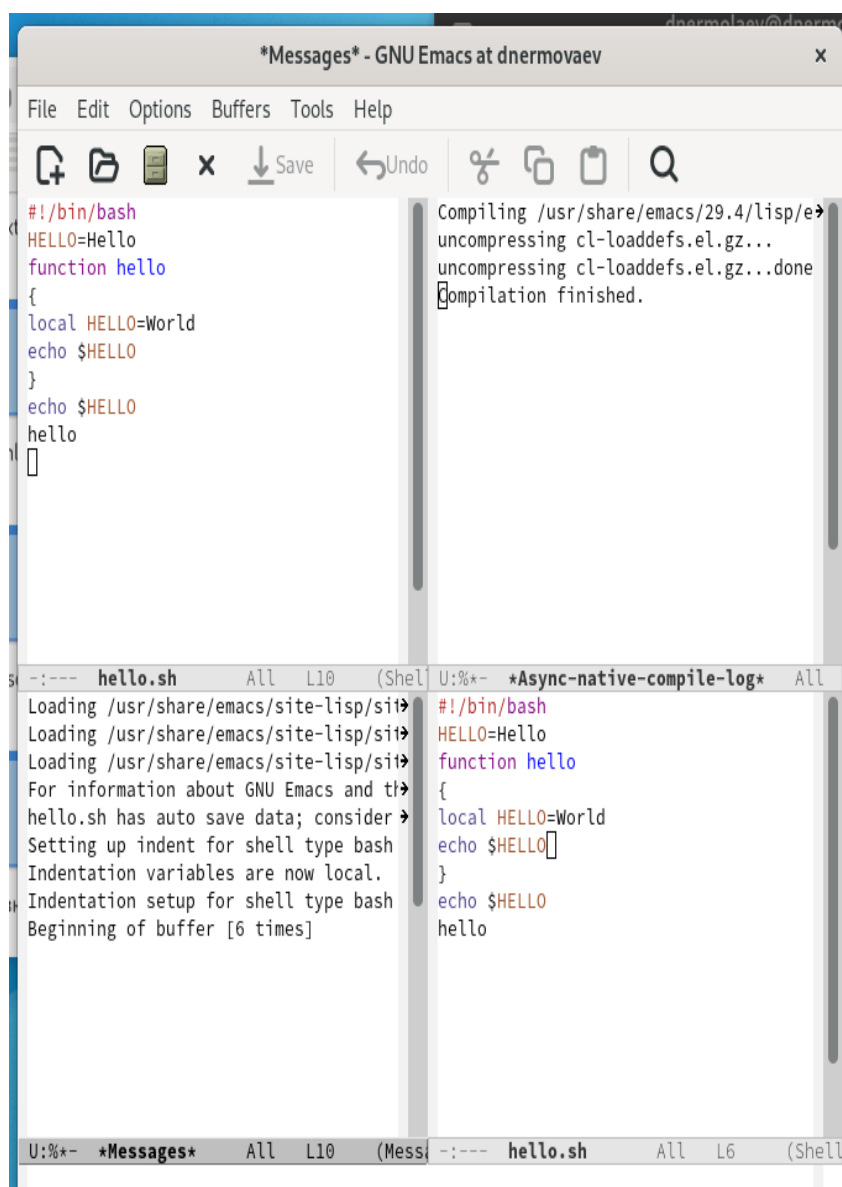 dnermolaev@dnermo
*Messages* - GNU Emacs at dnermovaev
File Edit Options Buffers Tools Help
Save Undo
#!/bin/bash
HELLO=Hello
function hello
{
local HELLO=World
echo $HELLO
}
echo $HELLO
hello
-:--- hello.sh All L10 (Shel
Compiling /usr/share/emacs/29.4/lisp/e
uncompressing cl-loaddefs.el.gz...
uncompressing cl-loaddefs.el.gz...done
Compilation finished.
U:%*- *Async-native-compile-log* All
Loading /usr/share/emacs/site-lisp/sit
Loading /usr/share/emacs/site-lisp/sit
Loading /usr/share/emacs/site-lisp/sit
For information about GNU Emacs and th
hello.sh has auto save data; consider
Setting up indent for shell type bash
Indentation variables are now local.
Indentation setup for shell type bash
Beginning of buffer [6 times]
U:%*- *Messages* All L10 (Messa
#!/bin/bash
HELLO=Hello
function hello
{
local HELLO=World
echo $HELLO
}
echo $HELLO
hello
-:--- hello.sh All L6 (Shell